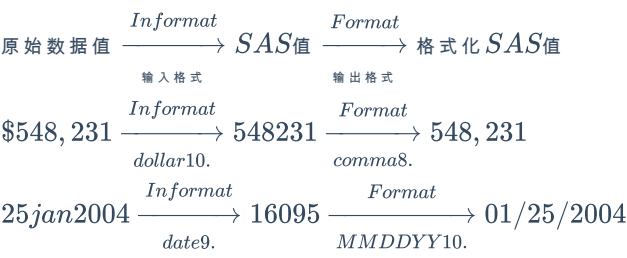 Informat Format
原始数据值 SAS值 格式化SAS值
输入格式 输出格式
Informat Format
$548,231 548231 548,231
dollar10. comma8.
Informat Format
25jan2004 16095 01/25/2004
date9. MMDDYY10.